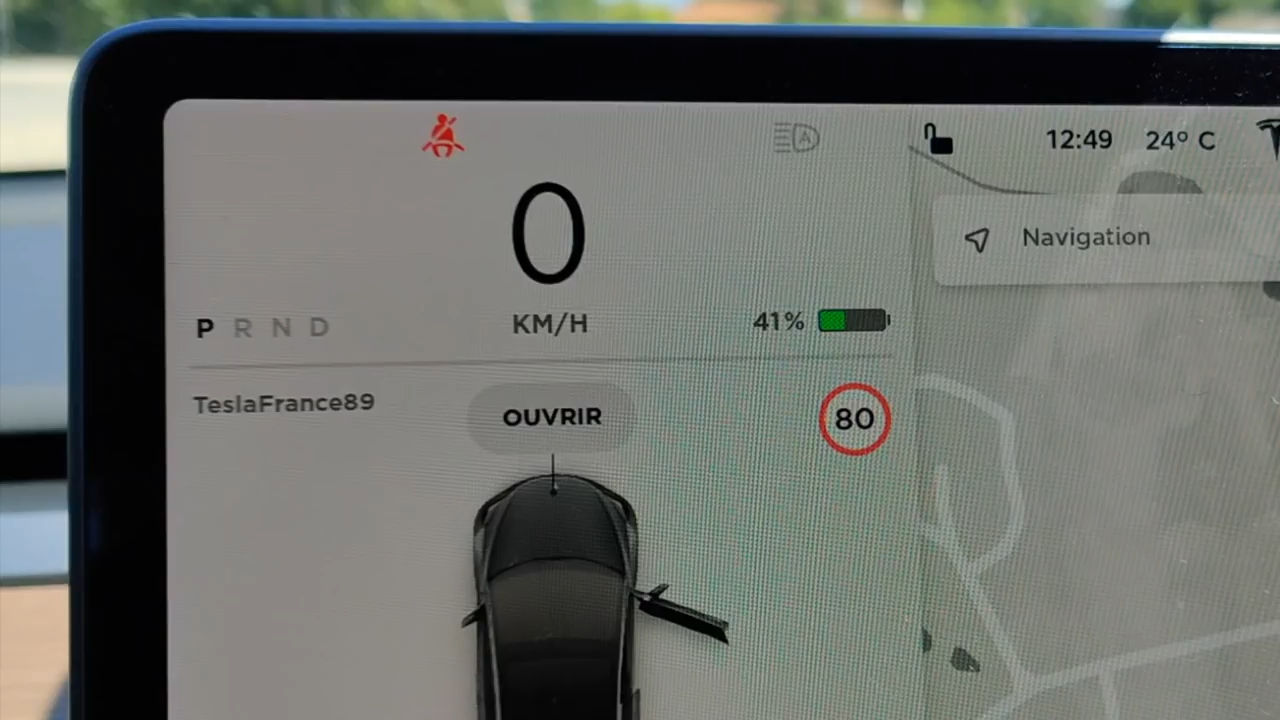 12:49 24° C
0
KM/H
P R N D
41%
Navigation
TeslaFrance89
OUVRIR
80